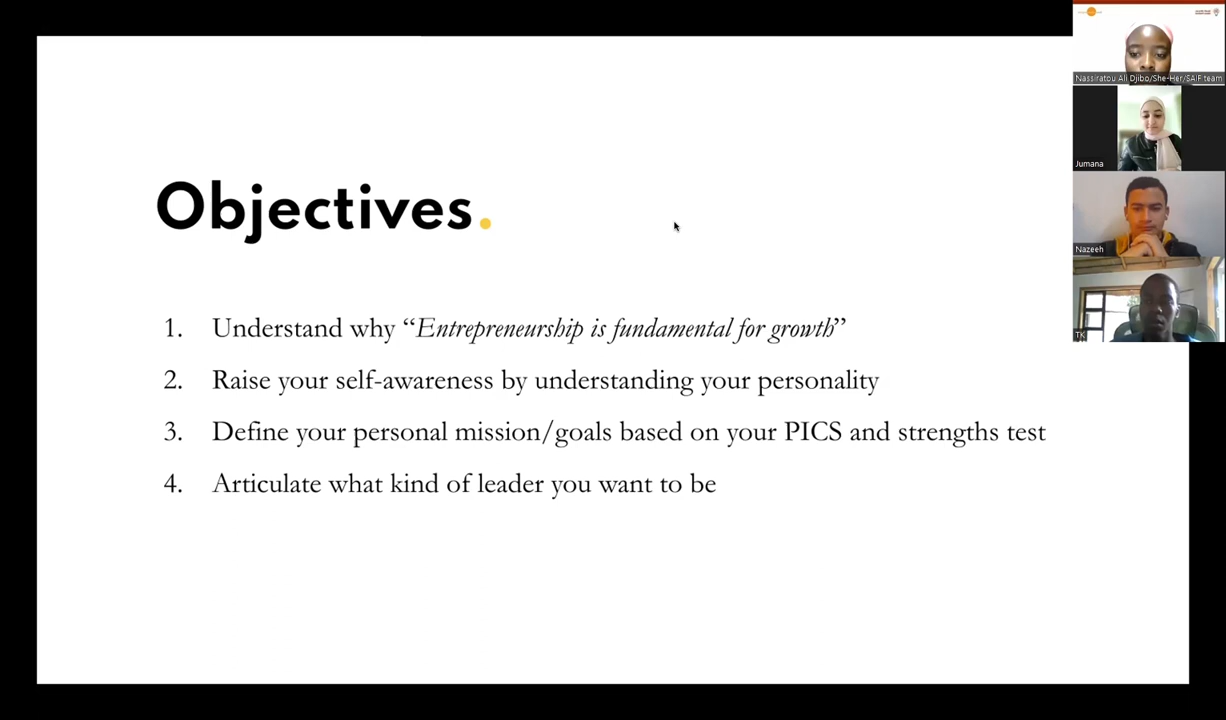 Objectives.
1. Understand why “Entrepreneurship is fundamental for growth”
2. Raise your self-awareness by understanding your personality
3. Define your personal mission/goals based on your PICS and strengths test
4. Articulate what kind of leader you want to be
Nassiratou Ali Djibo/She-Her/SAIF team
Jumana
Nazeeh
TK